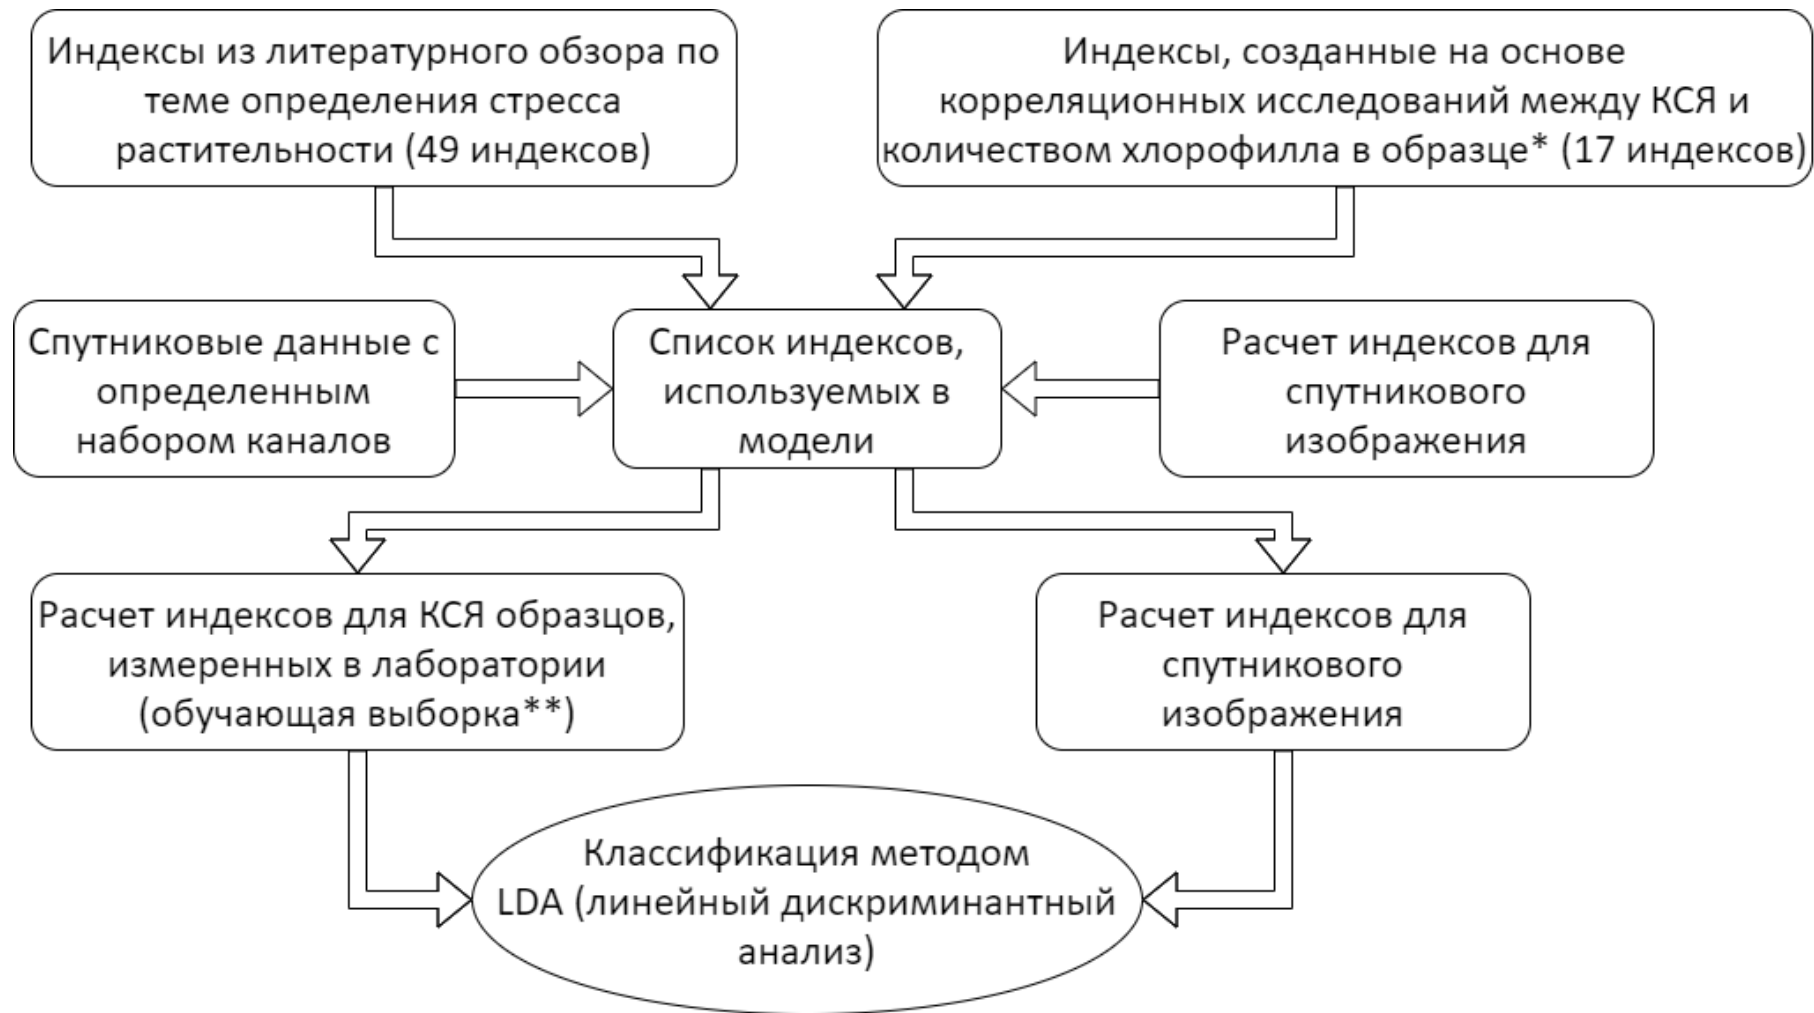 Индексы из литературного обзора по
теме определения стресса
растительности (49 индексов)
Индексы, созданные на основе
корреляционных исследований между КСЯ и
количеством хлорофилла в образце* (17 индексов)
Спутниковые данные с
определенным
набором каналов
Список индексов,
используемых в
модели
Расчет индексов для
спутникового
изображения
Расчет индексов для КСЯ образцов,
измеренных в лаборатории
(обучающая выборка**)
Расчет индексов для
спутникового
изображения
Классификация методом
LDA (линейный дискриминантный
анализ)